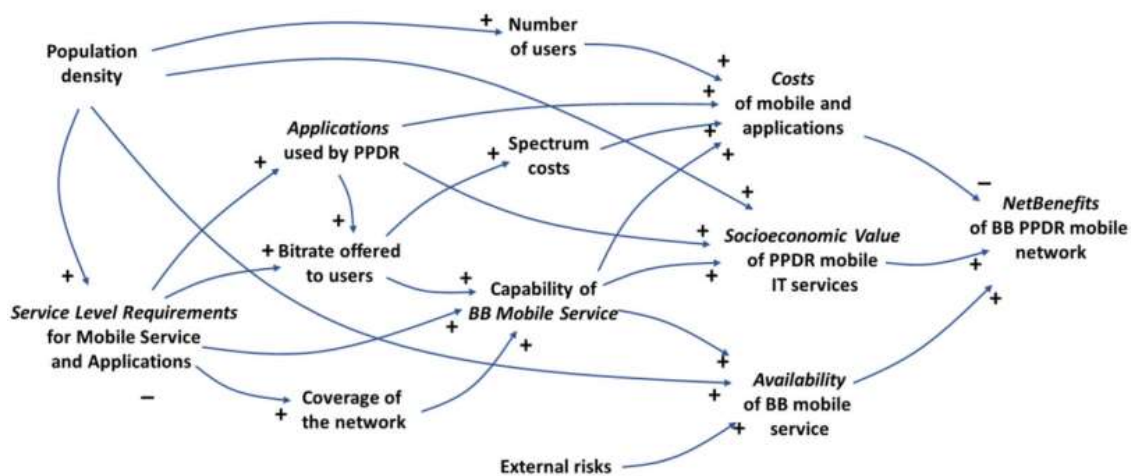 Population
density
+
Number
of users
+
Costs
of mobile and
applications
+
+
+
+
Applications
used by PPDR
+
Spectrum
costs
+
+
Bitrate offered
to users
+
Service Level Requirements
for Mobile Service
and Applications
+
−
Capability of
BB Mobile Service
+
+
+
Coverage of
the network
+
Socioeconomic Value
of PPDR mobile
IT services
+
+
+
NetBenefits
of BB PPDR mobile
network
−
+
+
Availability
of BB mobile
service
+
+
+
External risks